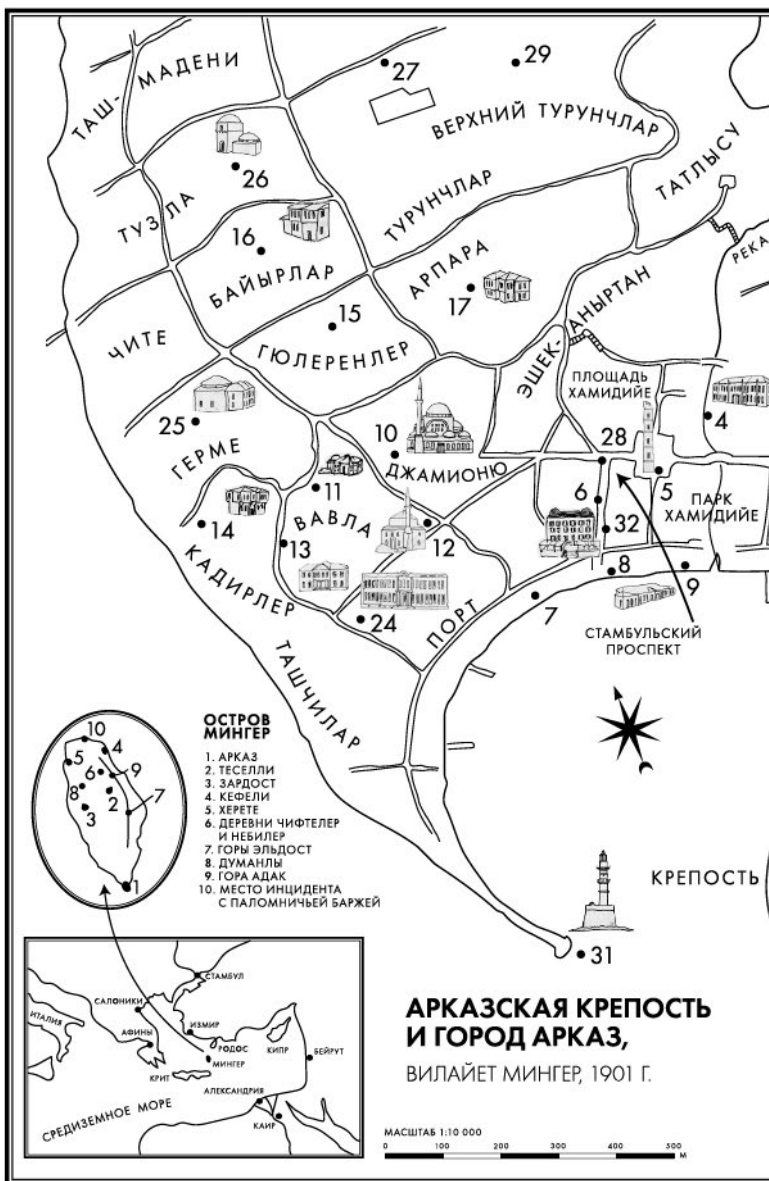 ТАШ-МАДЕНИ
27
29
ВЕРХНИЙ ТУРУНЧЛАР
26
ТУЗЛА
ТУРУНЧЛАР
ТАТЛЫСУ
16
БАЙЫРЛАР
АРПАРА
17
РЕКА
ЧИТЕ
15
ГЮЛЕРЕНЛЕР
ЭШЕК-АНЫРТАН
ПЛОЩАДЬ
ХАМИДИЙЕ
4
25
ГЕРМЕ
10
ДЖАМИОНЮ
28
5
11
6
ПАРК
ХАМИДИЙЕ
14
ВАВЛА
13
12
32
КАДИРЛЕР
8
9
24
ПОРТ
7
СТАМБУЛЬСКИЙ
ПРОСПЕКТ
ТАШЧИЛАР
10
4
5
6
9
8
2
7
3
1
ОСТРОВ
МИНГЕР
1. АРКАЗ
2. ТЕСЕЛЛИ
3. ЗАРДОСТ
4. КЕФЕЛИ
5. ХЕРЕТЕ
6. ДЕРЕВНИ ЧИФТЕЛЕР
И НЕБИЛЕР
7. ГОРЫ ЭЛЬДОСТ
8. ДУМАНЛЫ
9. ГОРА АДАК
10. МЕСТО ИНЦИДЕНТА
С ПАЛОМНИЧЬЕЙ БАРЖЕЙ
КРЕПОСТЬ
31
СТАМБУЛ
САЛОНИКИ
ИТАЛИЯ
АФИНЫ
ИЗМИР
РОДОС
МИНГЕР
КИПР
БЕЙРУТ
КРИТ
АЛЕКСАНДРИЯ
СРЕДИЗЕМНОЕ МОРЕ
КАИР
АРКАЗСКАЯ КРЕПОСТЬ
И ГОРОД АРКАЗ,
ВИЛАЙЕТ МИНГЕР, 1901 Г.
МАСШТАБ 1:10 000
0 100 200 300 400 500
М